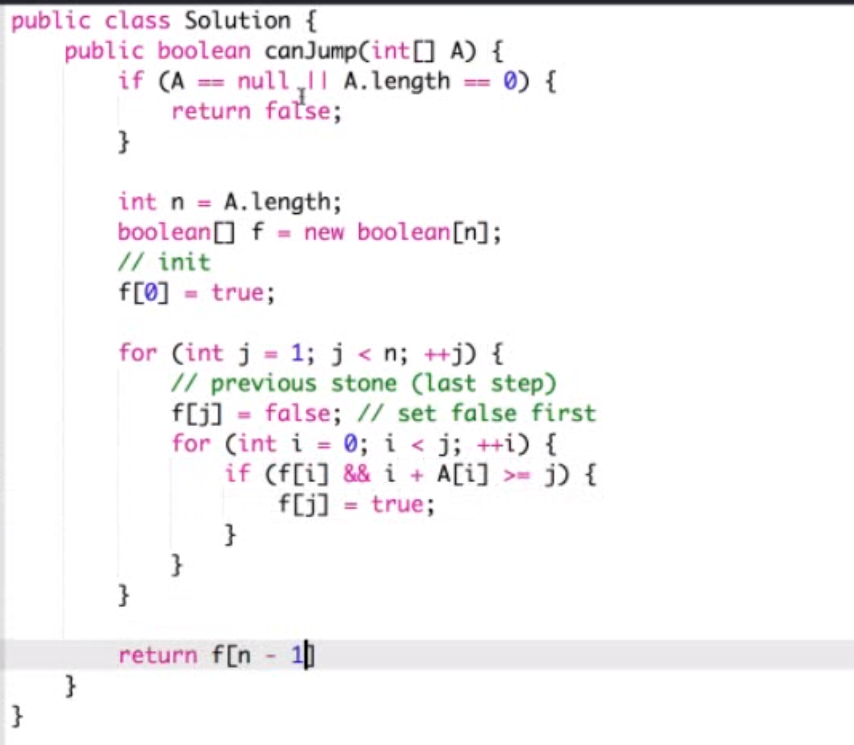 public class Solution {
    public boolean canJump(int[] A) {
        if (A == null || A.length == 0) {
            return false;
        }

        int n = A.length;
        boolean[] f = new boolean[n];
        // init
        f[0] = true;

        for (int j = 1; j < n; ++j) {
            // previous stone (last step)
            f[j] = false; // set false first
            for (int i = 0; i < j; ++i) {
                if (f[i] && i + A[i] >= j) {
                    f[j] = true;
                }
            }
        }

        return f[n - 1]
    }
}